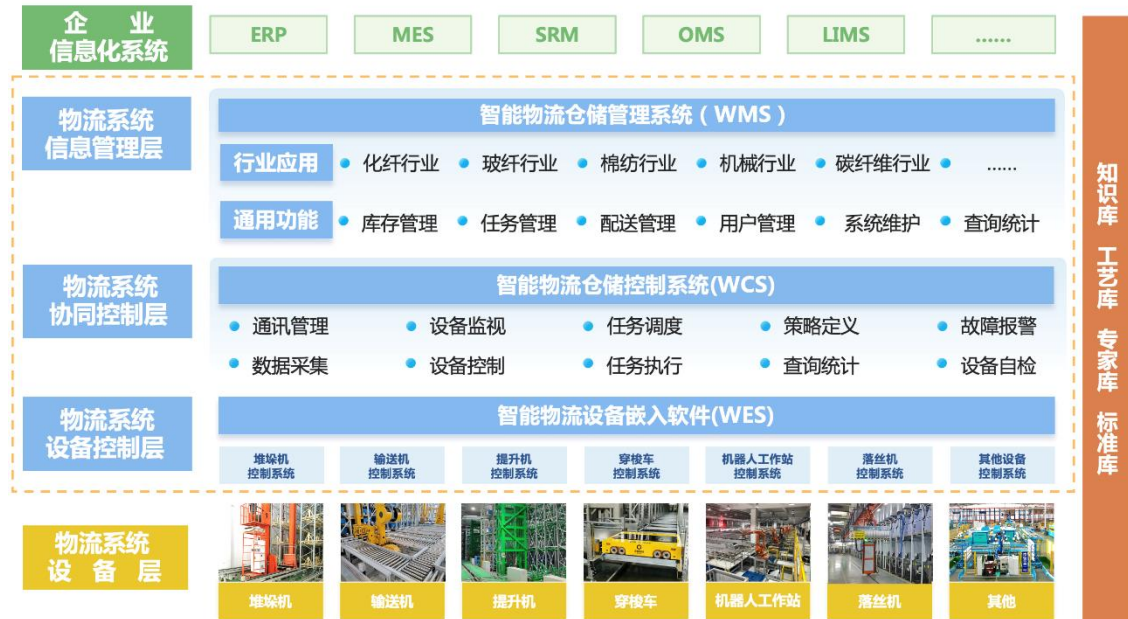 企 业
信息化系统
ERP MES SRM OMS LIMS ......
物流系统
信息管理层
智能物流仓储管理系统（WMS）
行业应用 化纤行业 玻纤行业 棉纺行业 机械行业 碳纤维行业 ......
通用功能 库存管理 任务管理 配送管理 用户管理 系统维护 查询统计
物流系统
协同控制层
智能物流仓储控制系统(WCS)
通讯管理 设备监视 任务调度 策略定义 故障报警
数据采集 设备控制 任务执行 查询统计 设备自检
物流系统
设备控制层
智能物流设备嵌入软件(WES)
堆垛机
控制系统
输送机
控制系统
提升机
控制系统
穿梭车
控制系统
机器人工作站
控制系统
落丝机
控制系统
其他设备
控制系统
物流系统
设 备 层
堆垛机 输送机 提升机 穿梭车 机器人工作站 落丝机 其他
知识库 工艺库 专家库 标准库